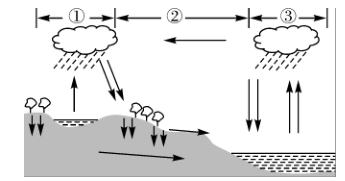 ① ② ③